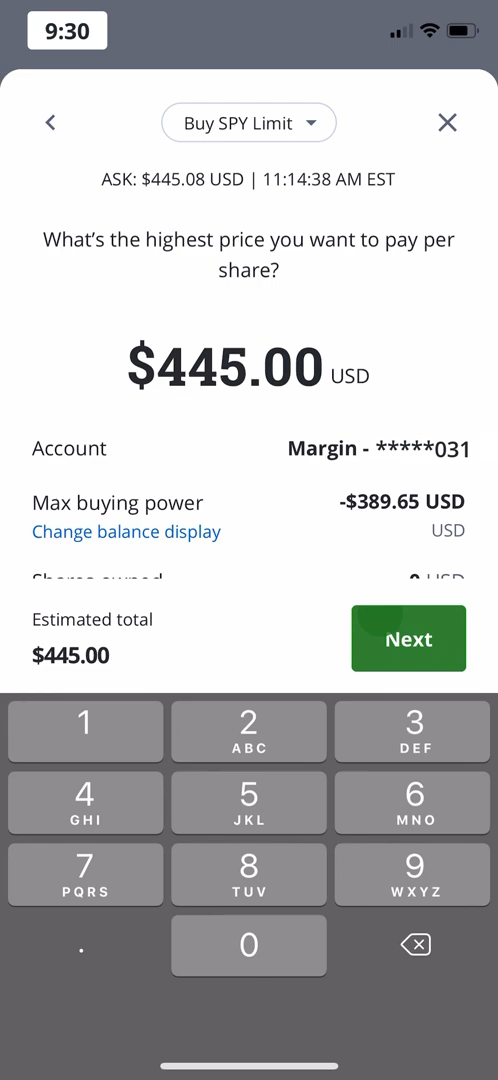 9:30
Buy SPY Limit
ASK: $445.08 USD | 11:14:38 AM EST
What's the highest price you want to pay per
share?
$445.00 USD
Account Margin - *****031
Max buying power -$389.65 USD
Change balance display USD
Estimated total
$445.00
Next
1 2 3
ABC DEF
4 5 6
GHI JKL MNO
7 8 9
PQRS TUV WXYZ
. 0